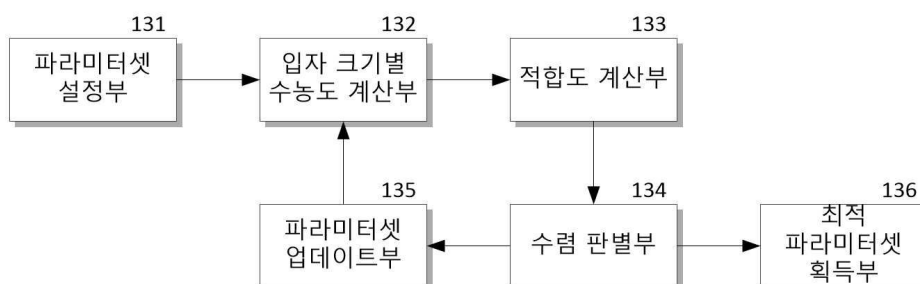 131
파라미터셋
설정부
132
입자 크기별
수농도 계산부
133
적합도 계산부
135
파라미터셋
업데이트부
134
수렴 판별부
136
최적
파라미터셋
획득부